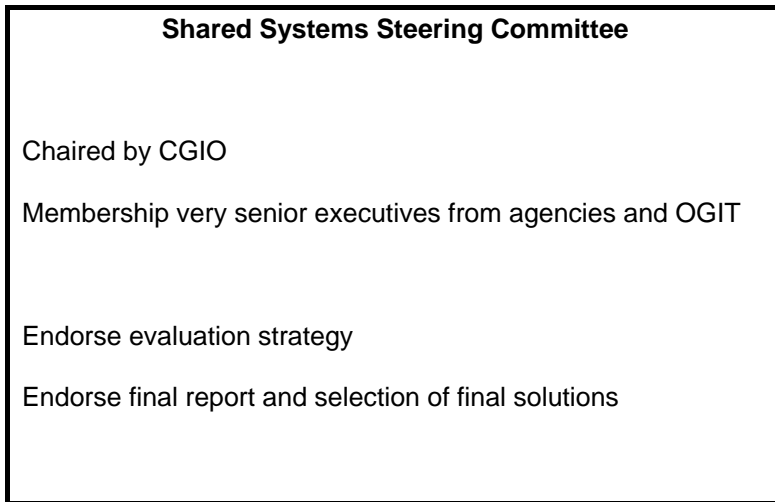 Shared Systems Steering Committee
Chaired by CGIO
Membership very senior executives from agencies and OGIT
Endorse evaluation strategy
Endorse final report and selection of final solutions